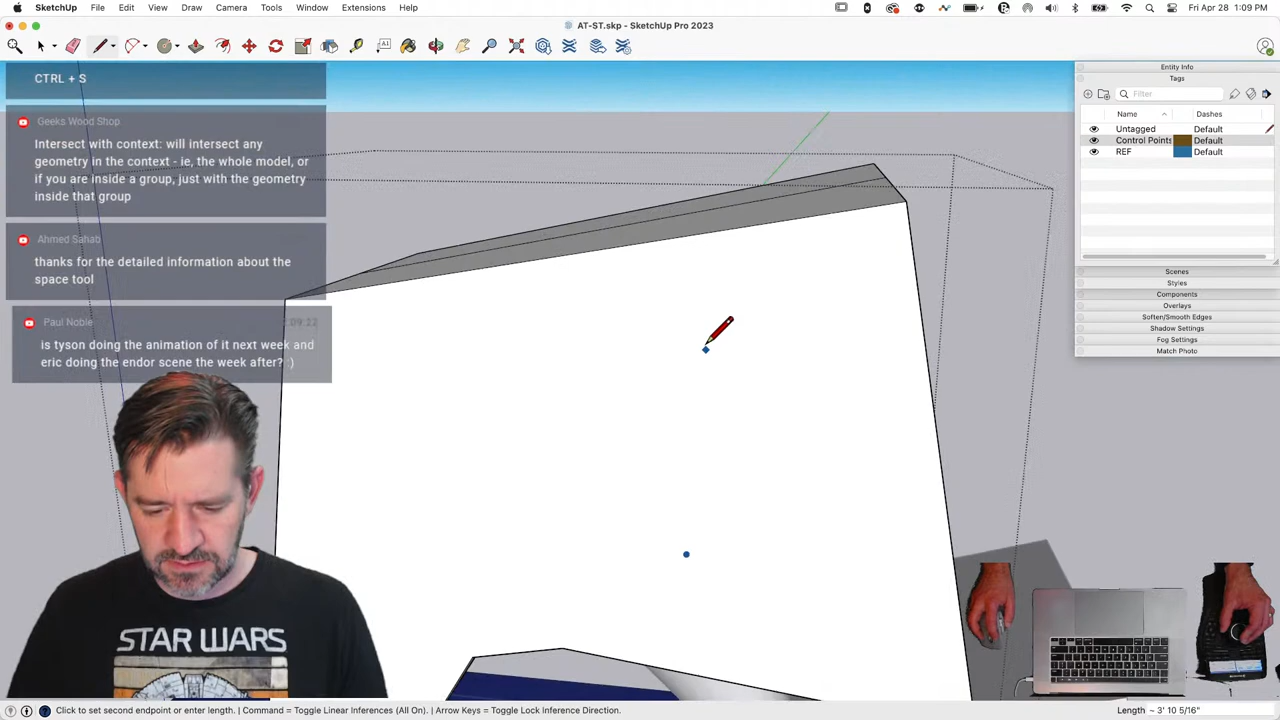 SketchUp File Edit View Draw Camera Tools Window Extensions Help Fri Apr 28 1:09 PM
AT-ST.skp - SketchUp Pro 2023
CTRL + S
Geeks Wood Shop
Intersect with context: will intersect any
geometry in the context - ie, the whole model, or
if you are inside a group, just with the geometry
inside that group
Ahmed Sahab
thanks for the detailed information about the
space tool
Paul Noble
is tyson doing the animation of it next week and
eric doing the endor scene the week after? :)
Entity Info
Tags
Filter
Name Dashes
Untagged Default
Control Points Default
REF Default
Scenes
Styles
Components
Overlays
Soften/Smooth Edges
Shadow Settings
Fog Settings
Match Photo
STAR WARS
Click to set second endpoint or enter length. | Command = Toggle Linear Inferences (All On). | Arrow Keys = Toggle Lock Inference Direction. Length ~ 3' 10 5/16"